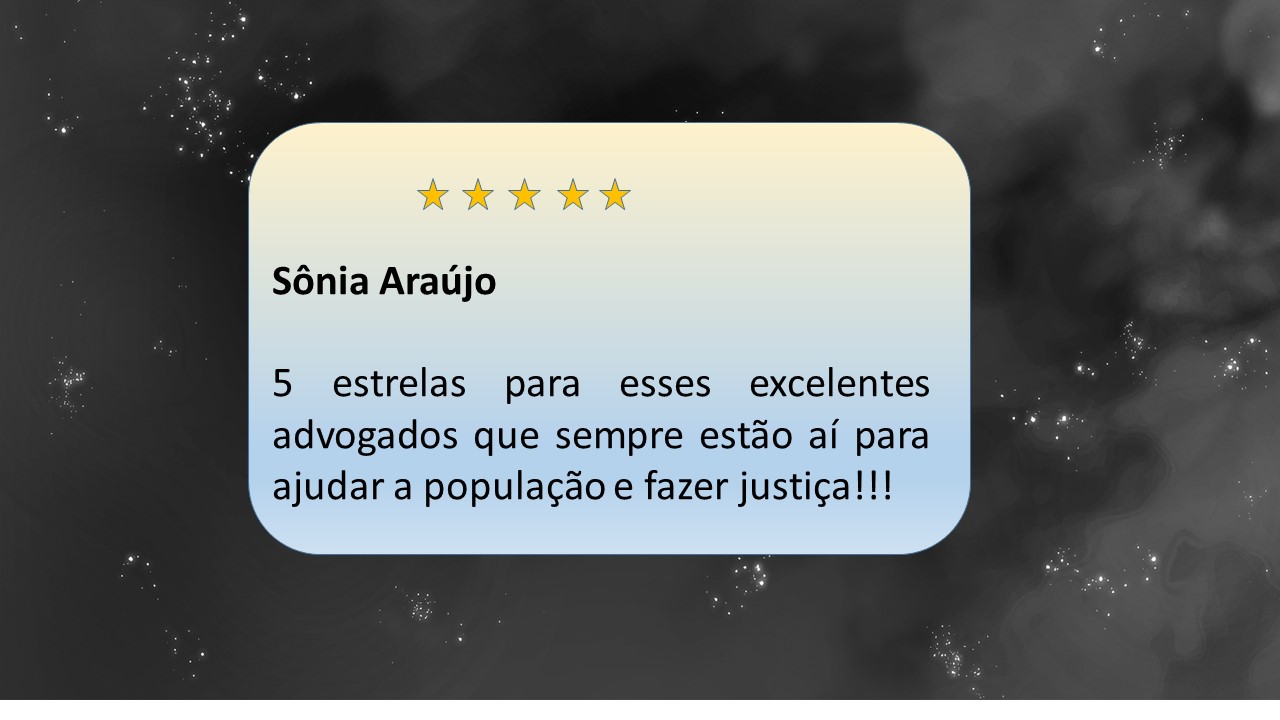 Sônia Araújo
5 estrelas para esses excelentes
advogados que sempre estão aí para
ajudar a população e fazer justiça!!!